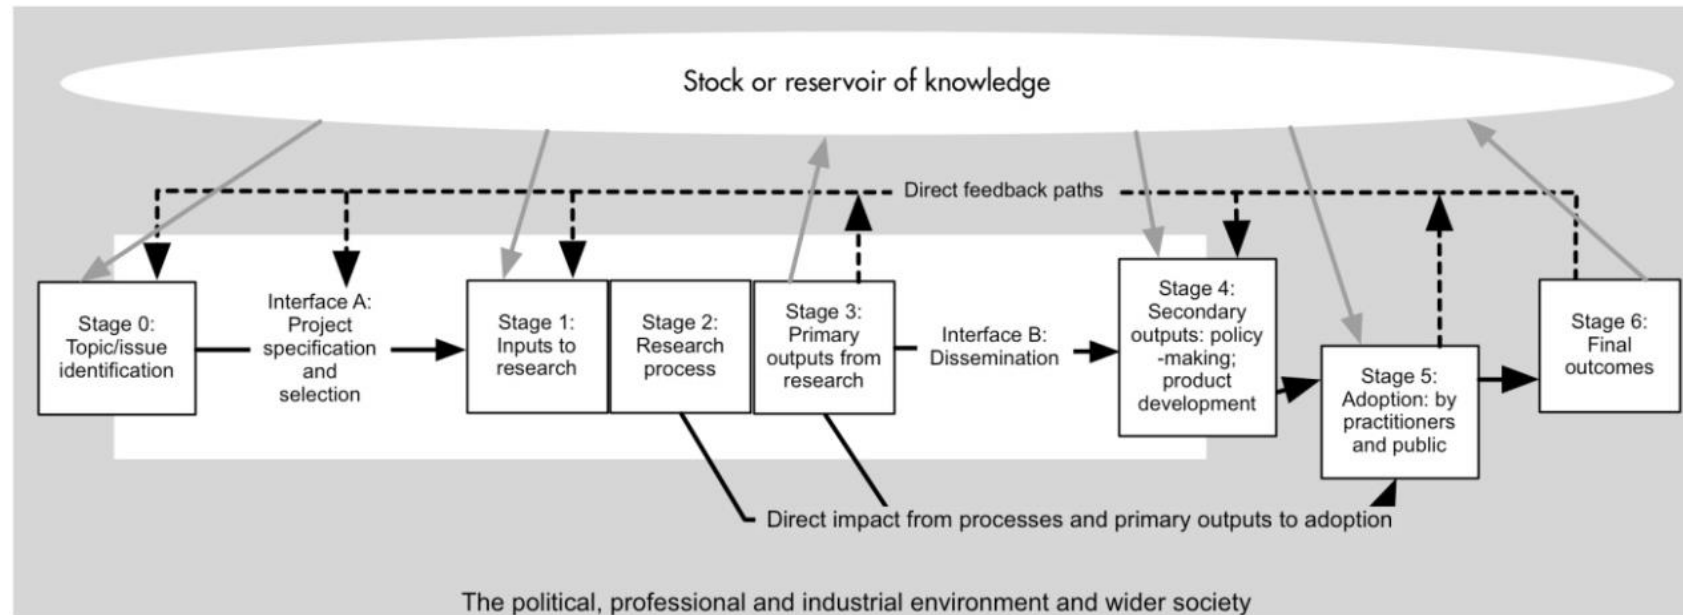 Stock or reservoir of knowledge
Direct feedback paths
Stage 0:
Topic/issue
identification
Interface A:
Project
specification
and
selection
Stage 1:
Inputs to
research
Stage 2:
Research
process
Stage 3:
Primary
outputs from
research
Interface B:
Dissemination
Stage 4:
Secondary
outputs: policy
-making;
product
development
Stage 5:
Adoption: by
practitioners
and public
Stage 6:
Final
outcomes
Direct impact from processes and primary outputs to adoption
The political, professional and industrial environment and wider society